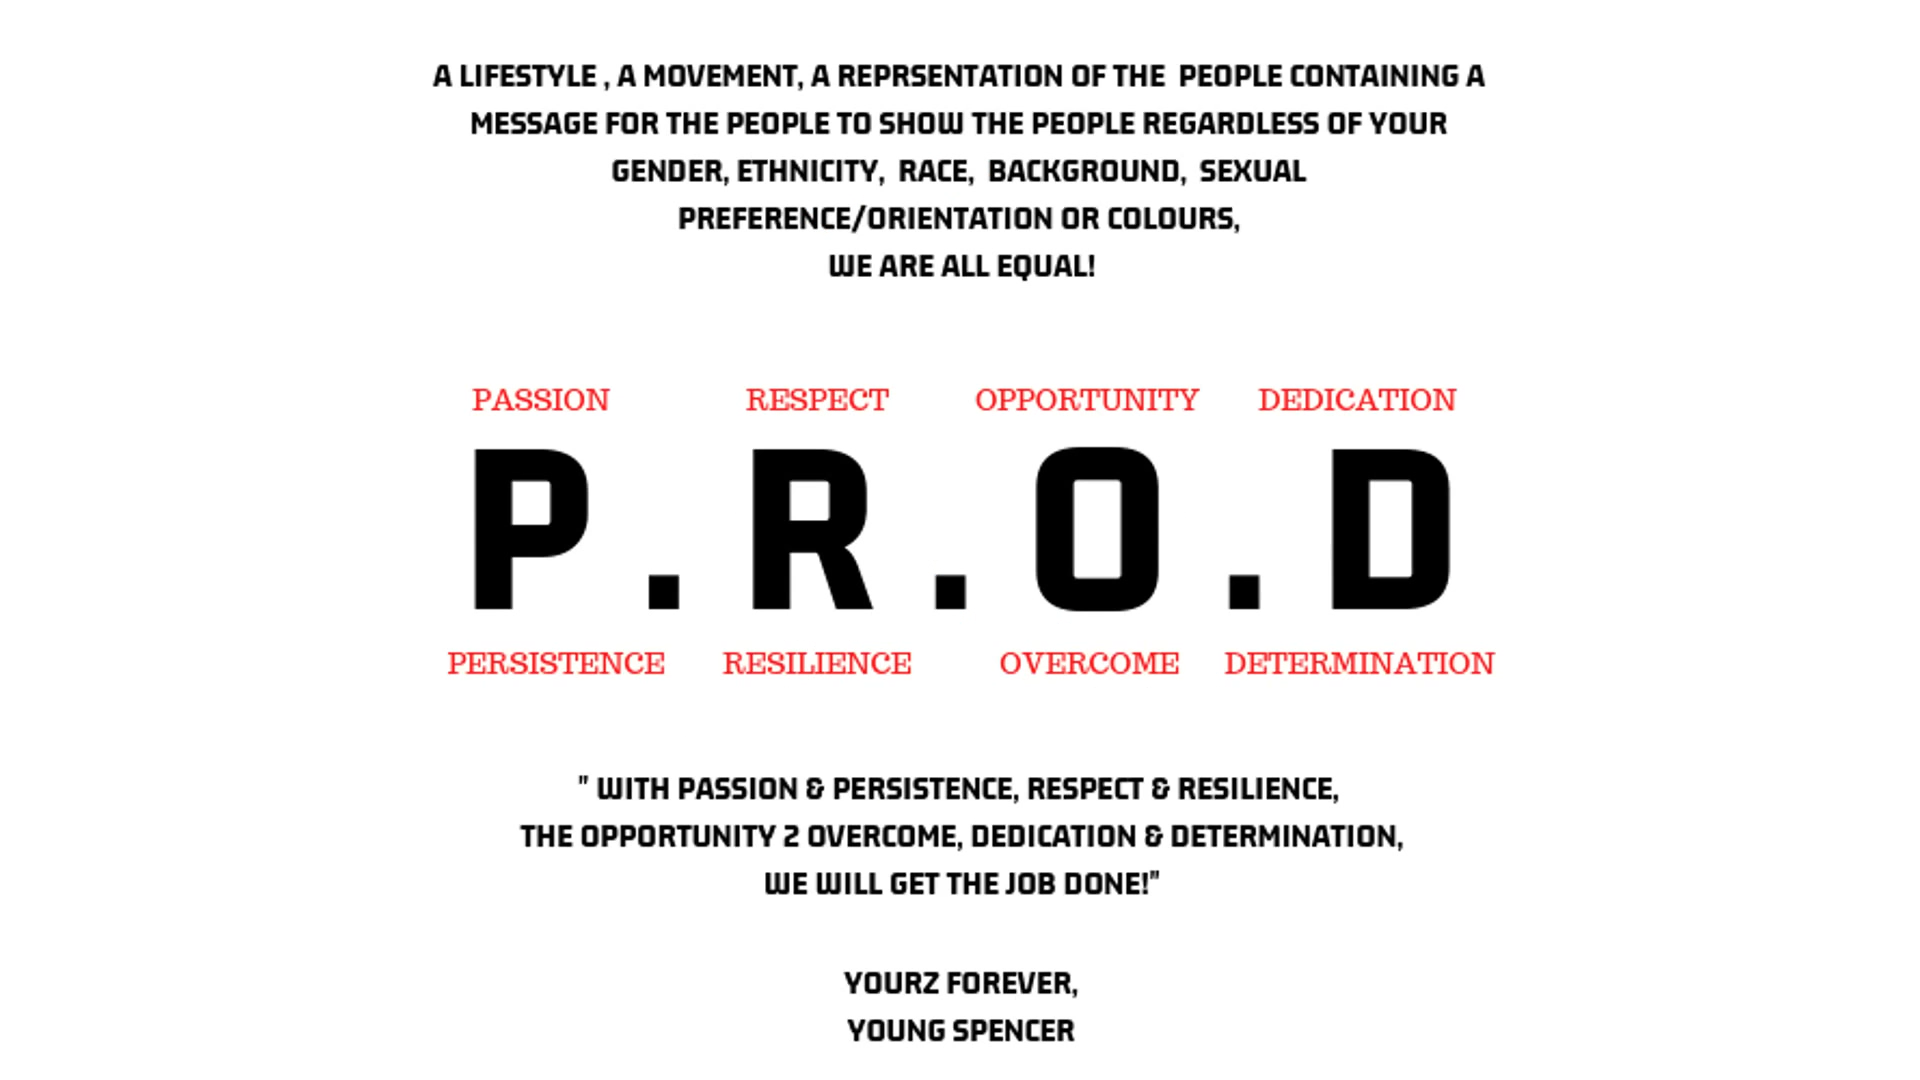 A LIFESTYLE , A MOVEMENT, A REPRSENTATION OF THE PEOPLE CONTAINING A
MESSAGE FOR THE PEOPLE TO SHOW THE PEOPLE REGARDLESS OF YOUR
GENDER, ETHNICITY, RACE, BACKGROUND, SEXUAL
PREFERENCE/ORIENTATION OR COLOURS,
WE ARE ALL EQUAL!
PASSION RESPECT OPPORTUNITY DEDICATION
P.R.O.D
PERSISTENCE RESILIENCE OVERCOME DETERMINATION
" WITH PASSION & PERSISTENCE, RESPECT & RESILIENCE,
THE OPPORTUNITY 2 OVERCOME, DEDICATION & DETERMINATION,
WE WILL GET THE JOB DONE!"
YOURZ FOREVER,
YOUNG SPENCER